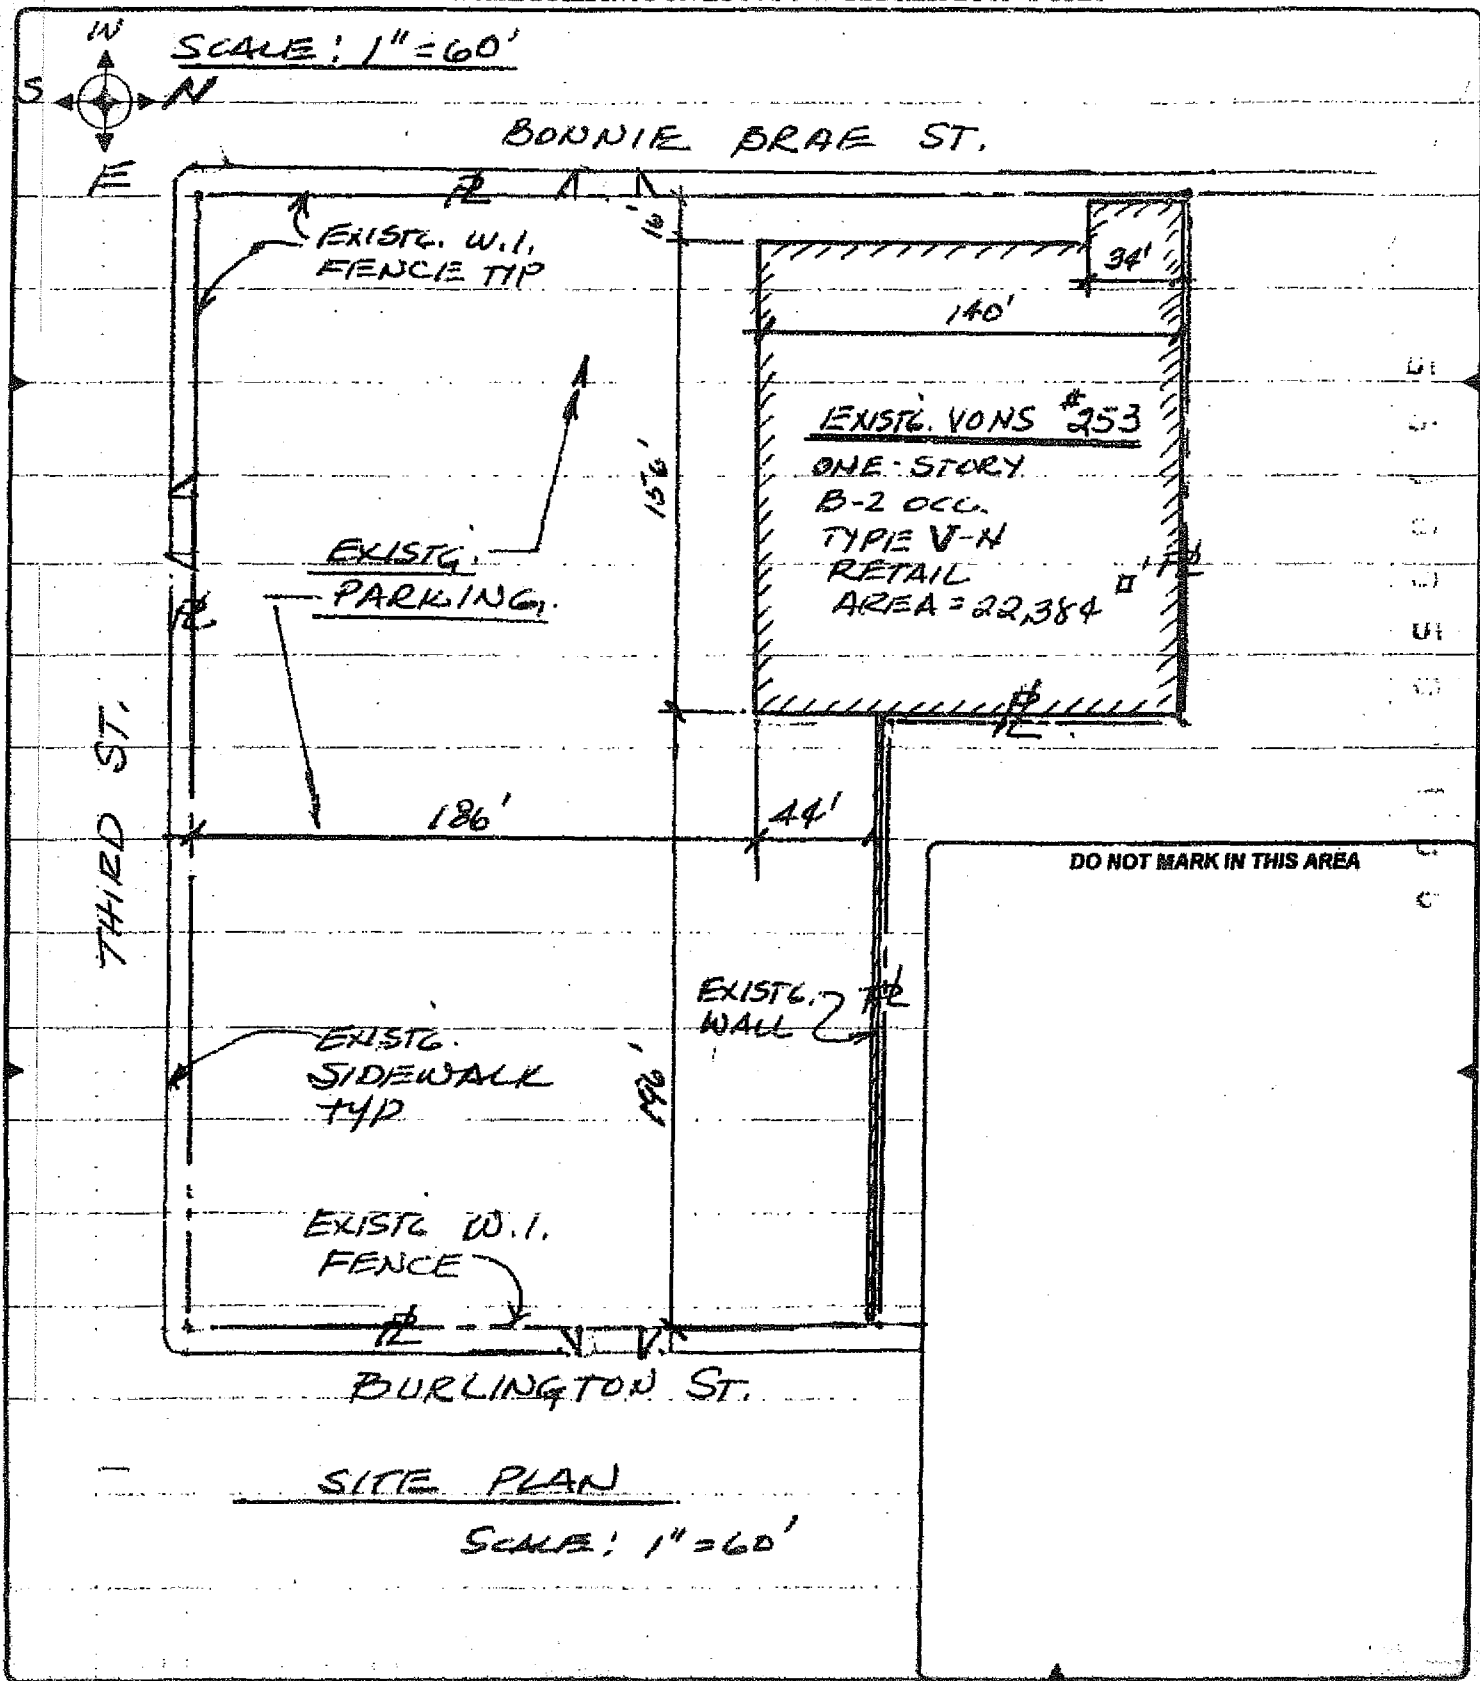 W
SCALE: 1"=60'
S N
BONNIE BRAE ST.
E
PL
16'
EXISTG. W.I.
FENCE TYP
34'
140'
EXISTG. VONS #253
ONE-STORY
B-2 OCC.
TYPE V-N
RETAIL
AREA = 22,384 □'
PL
156'
EXISTG.
PARKING.
PL
PL
THIRD ST.
186'
44'
DO NOT MARK IN THIS AREA
EXISTG.
WALL
PL
EXISTG.
SIDEWALK
TYP
196'
EXISTG W.I.
FENCE
PL
BURLINGTON ST.
SITE PLAN
SCALE: 1"=60'